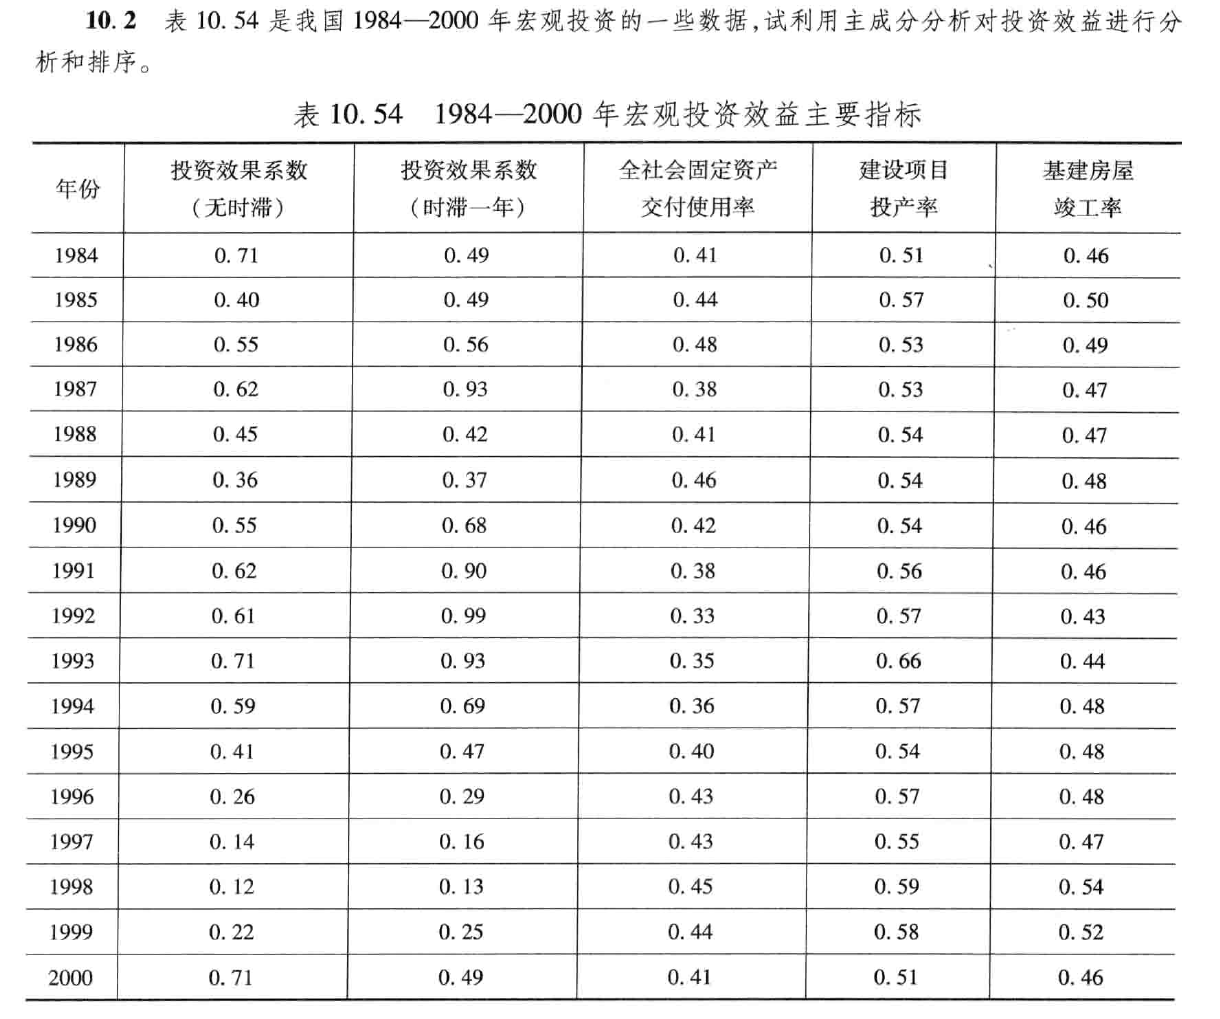 10.2 表 10.54 是我国 1984—2000 年宏观投资的一些数据,试利用主成分分析对投资效益进行分
析和排序。
表 10.54 1984—2000 年宏观投资效益主要指标
年份 投资效果系数(无时滞) 投资效果系数(时滞一年) 全社会固定资产交付使用率 建设项目投产率 基建房屋竣工率
1984 0.71 0.49 0.41 0.51 0.46
1985 0.40 0.49 0.44 0.57 0.50
1986 0.55 0.56 0.48 0.53 0.49
1987 0.62 0.93 0.38 0.53 0.47
1988 0.45 0.42 0.41 0.54 0.47
1989 0.36 0.37 0.46 0.54 0.48
1990 0.55 0.68 0.42 0.54 0.46
1991 0.62 0.90 0.38 0.56 0.46
1992 0.61 0.99 0.33 0.57 0.43
1993 0.71 0.93 0.35 0.66 0.44
1994 0.59 0.69 0.36 0.57 0.48
1995 0.41 0.47 0.40 0.54 0.48
1996 0.26 0.29 0.43 0.57 0.48
1997 0.14 0.16 0.43 0.55 0.47
1998 0.12 0.13 0.45 0.59 0.54
1999 0.22 0.25 0.44 0.58 0.52
2000 0.71 0.49 0.41 0.51 0.46